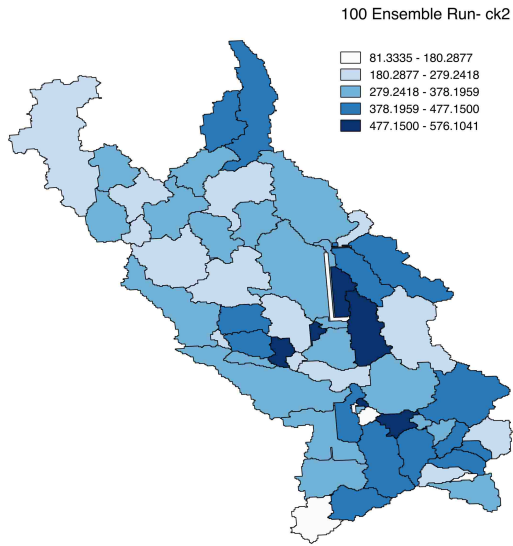 100 Ensemble Run- ck2
81.3335 - 180.2877
180.2877 - 279.2418
279.2418 - 378.1959
378.1959 - 477.1500
477.1500 - 576.1041